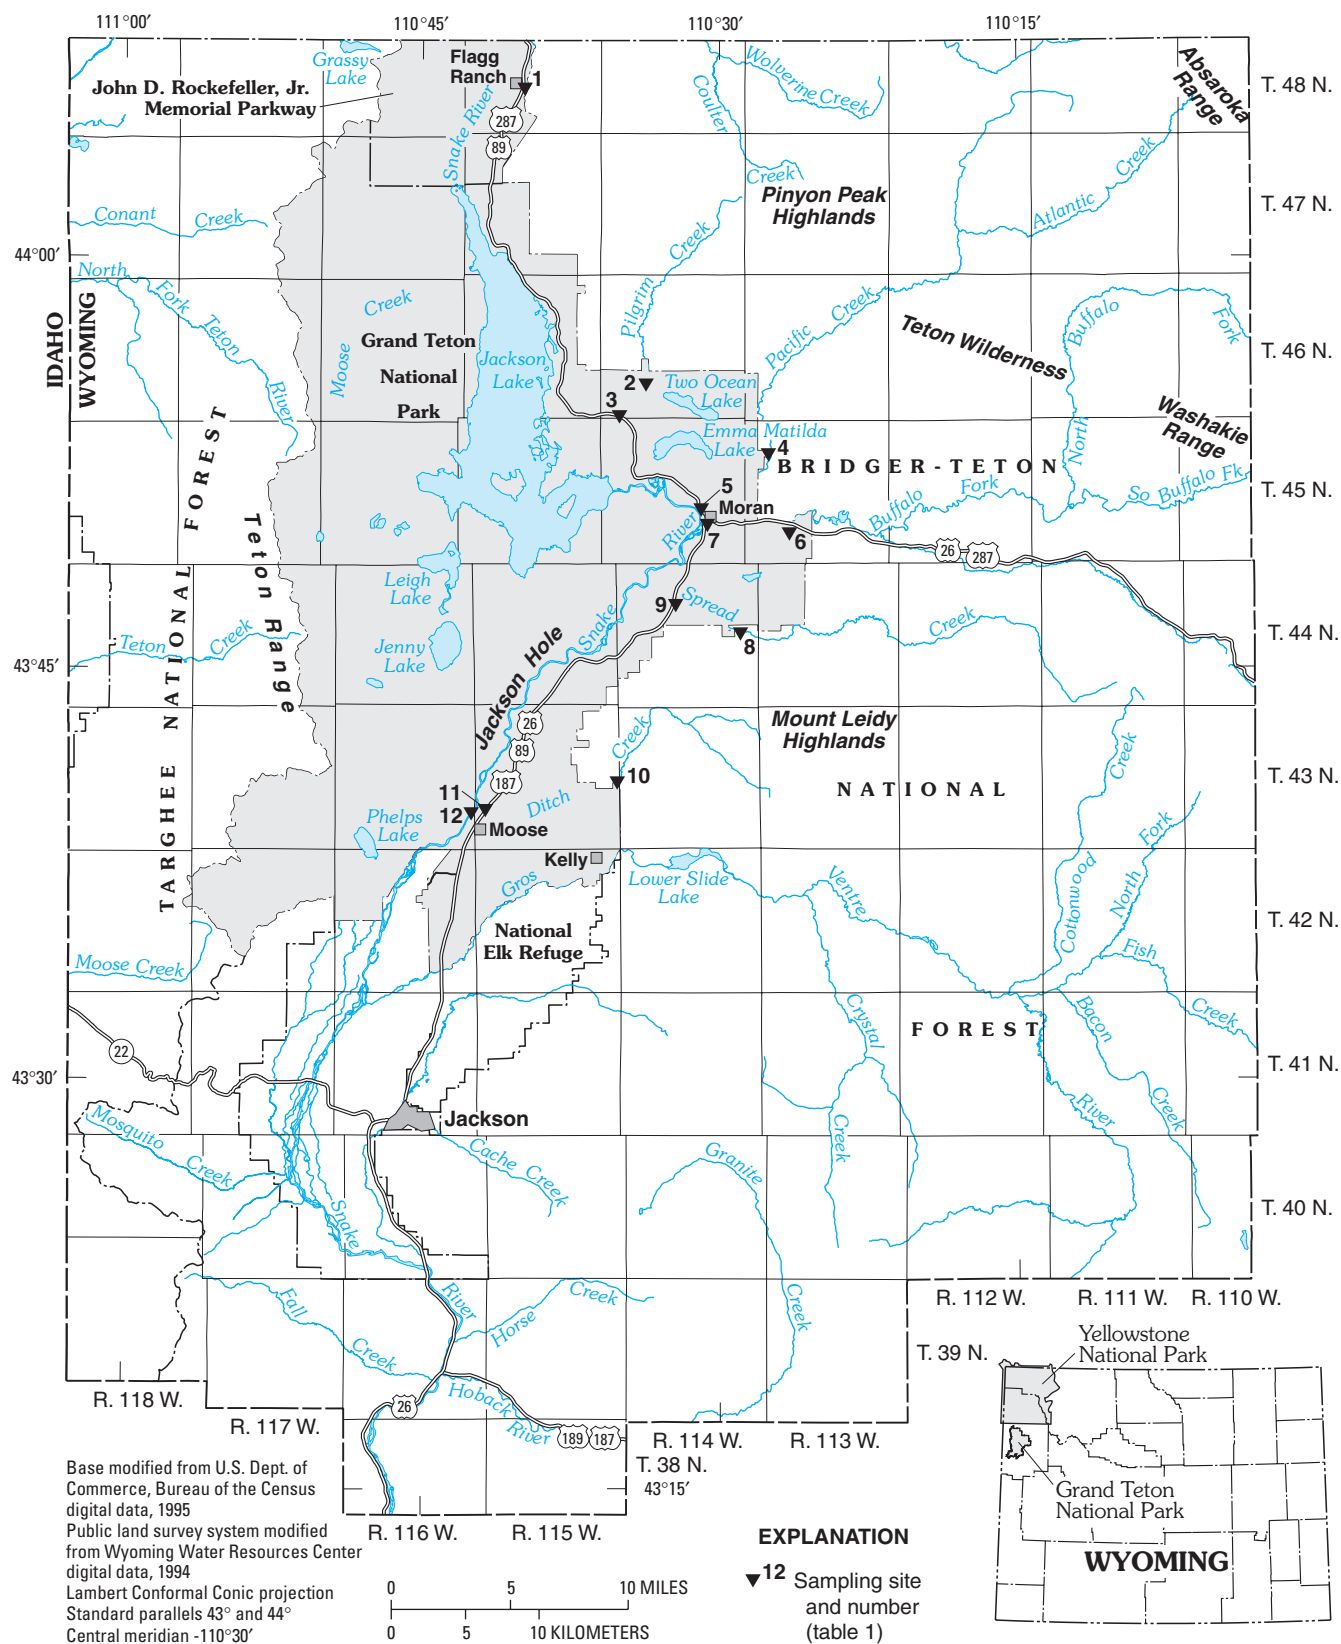 111°00′
110°45′
110°30′
110°15′
Grassy
Lake
Flagg
Ranch
1
John D. Rockefeller, Jr.
Memorial Parkway
Snake River
287
89
Wolverine Creek
Coulter
Creek
Absaroka
Range
T. 48 N.
Pinyon Peak
Highlands
Atlantic
Creek
T. 47 N.
Conant
Creek
44°00′
North
Fork
Teton
River
IDAHO
WYOMING
Creek
Moose
Grand Teton
National
Park
Jackson
Lake
Pilgrim
Creek
Pacific
Creek
Teton Wilderness
Buffalo
Fork
North
T. 46 N.
2
Two Ocean
Lake
3
Emma Matilda
Lake
4
Washakie
Range
BRIDGER-TETON
So Buffalo Fk
Buffalo
Fork
T. 45 N.
5
Moran
River
7
6
26
287
FOREST
Teton Range
TARGHEE NATIONAL
Leigh
Lake
Jenny
Lake
Snake
9
Spread
Creek
8
T. 44 N.
Teton
Creek
43°45′
Jackson Hole
26
89
187
Creek
10
Mount Leidy
Highlands
NATIONAL
Creek
T. 43 N.
11
12
Ditch
Phelps
Lake
Moose
Kelly
Gros
Lower Slide
Lake
Ventre
Cottonwood
North
Fork
Fish
Creek
T. 42 N.
National
Elk Refuge
Moose Creek
Crystal
Creek
FOREST
Bacon
Creek
River
22
T. 41 N.
43°30′
Mosquito
Creek
Jackson
Cache Creek
Granite
Creek
T. 40 N.
Snake
River
Fall
Creek
Horse
Creek
Hoback
River
26
189
187
R. 112 W.
R. 111 W.
R. 110 W.
T. 39 N.
R. 118 W.
R. 117 W.
R. 114 W.
R. 113 W.
T. 38 N.
43°15′
R. 116 W.
R. 115 W.
Yellowstone
National Park
Grand Teton
National Park
WYOMING
Base modified from U.S. Dept. of
Commerce, Bureau of the Census
digital data, 1995
Public land survey system modified
from Wyoming Water Resources Center
digital data, 1994
Lambert Conformal Conic projection
Standard parallels 43° and 44°
Central meridian -110°30′
0 5 10 MILES
0 5 10 KILOMETERS
EXPLANATION
12 Sampling site
and number
(table 1)